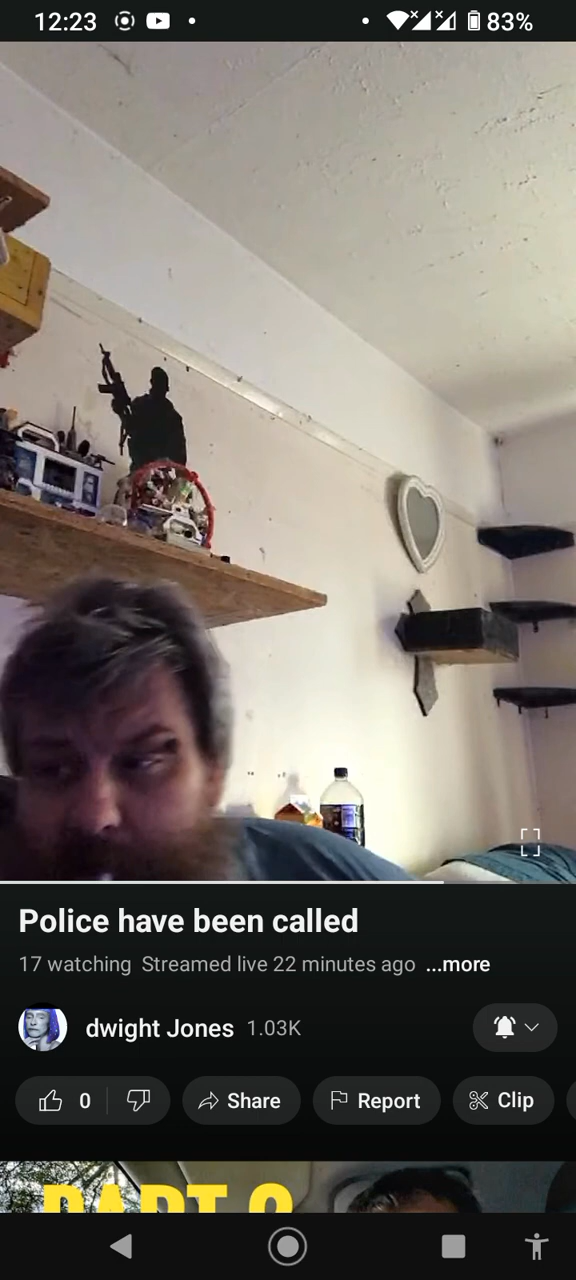 12:23 83%
Police have been called
17 watching Streamed live 22 minutes ago ...more
dwight Jones 1.03K
0 Share Report Clip